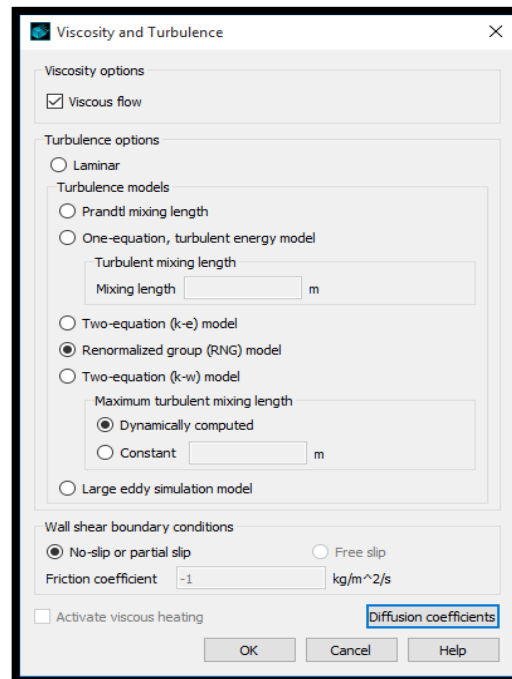 Viscosity and Turbulence
Viscosity options
Viscous flow
Turbulence options
Laminar
Turbulence models
Prandtl mixing length
One-equation, turbulent energy model
Turbulent mixing length
Mixing length m
Two-equation (k-e) model
Renormalized group (RNG) model
Two-equation (k-w) model
Maximum turbulent mixing length
Dynamically computed
Constant m
Large eddy simulation model
Wall shear boundary conditions
No-slip or partial slip Free slip
Friction coefficient -1 kg/m^2/s
Activate viscous heating Diffusion coefficients
OK Cancel Help